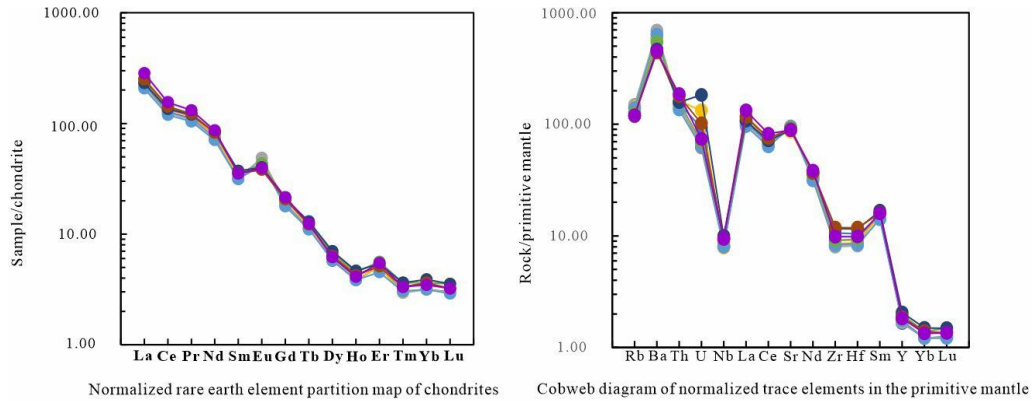 1000.00
100.00
10.00
1.00
Sample/chondrite
La Ce Pr Nd Sm Eu Gd Tb Dy Ho Er Tm Yb Lu
Normalized rare earth element partition map of chondrites
1000.00
100.00
10.00
1.00
Rock/primitive mantle
Rb Ba Th U Nb La Ce Sr Nd Zr Hf Sm Y Yb Lu
Cobweb diagram of normalized trace elements in the primitive mantle